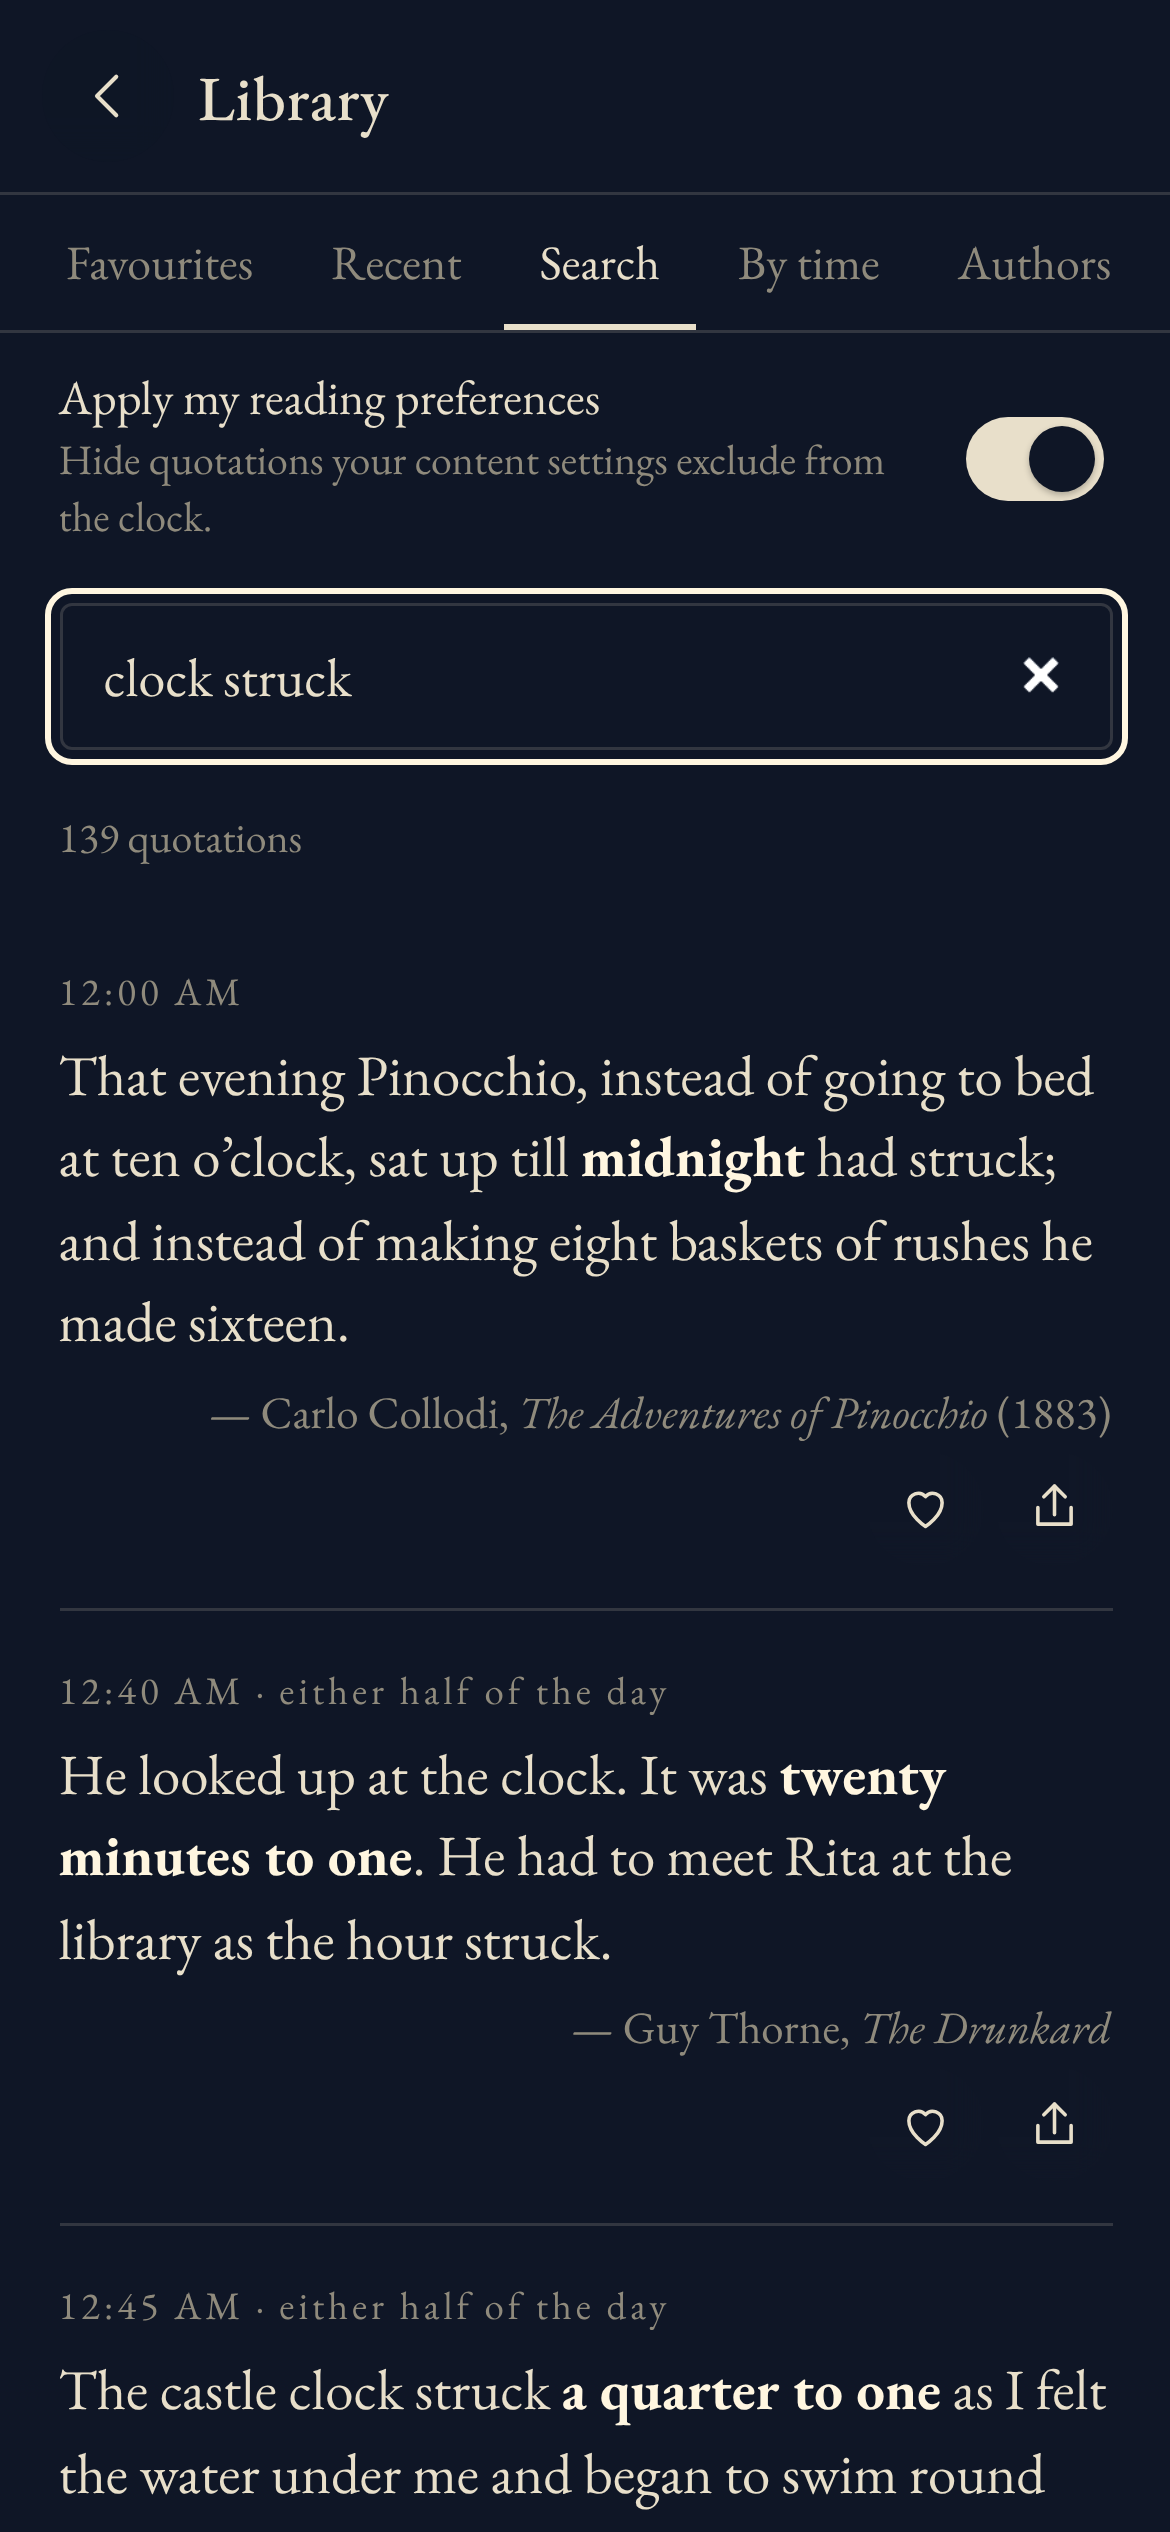 Library
Favourites Recent Search By time Authors
Apply my reading preferences
Hide quotations your content settings exclude from
the clock.
clock struck
139 quotations
12:00 AM
That evening Pinocchio, instead of going to bed
at ten o’clock, sat up till midnight had struck;
and instead of making eight baskets of rushes he
made sixteen.
— Carlo Collodi, The Adventures of Pinocchio (1883)
12:40 AM · either half of the day
He looked up at the clock. It was twenty
minutes to one. He had to meet Rita at the
library as the hour struck.
— Guy Thorne, The Drunkard
12:45 AM · either half of the day
The castle clock struck a quarter to one as I felt
the water under me and began to swim round